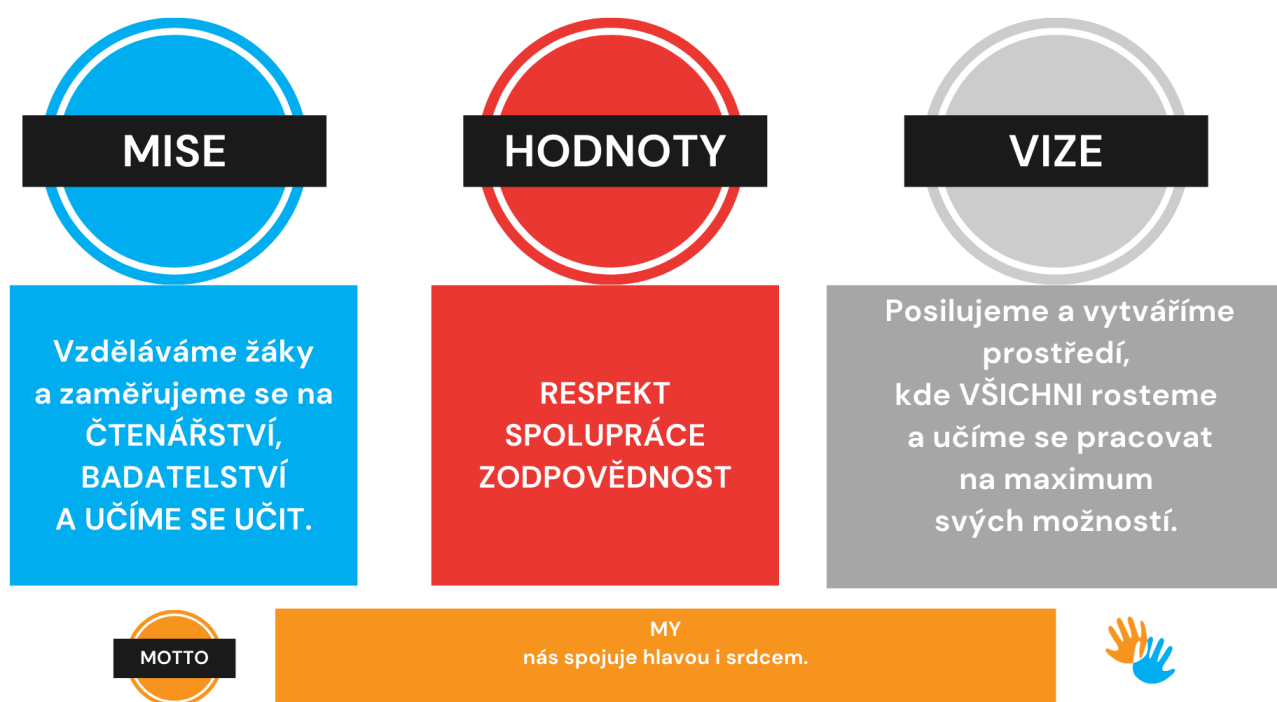 MISE
Vzděláváme žáky
a zaměřujeme se na
ČTENÁŘSTVÍ,
BADATELSTVÍ
A UČÍME SE UČIT.
HODNOTY
RESPEKT
SPOLUPRÁCE
ZODPOVĚDNOST
VIZE
Posilujeme a vytváříme
prostředí,
kde VŠICHNI rosteme
a učíme se pracovat
na maximum
svých možností.
MOTTO
MY
nás spojuje hlavou i srdcem.